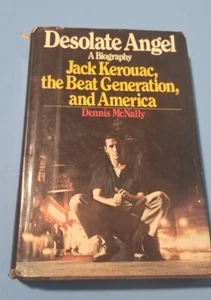 Desolate Angel
A Biography
Jack Kerouac,
the Beat Generation,
and America
Dennis McNally